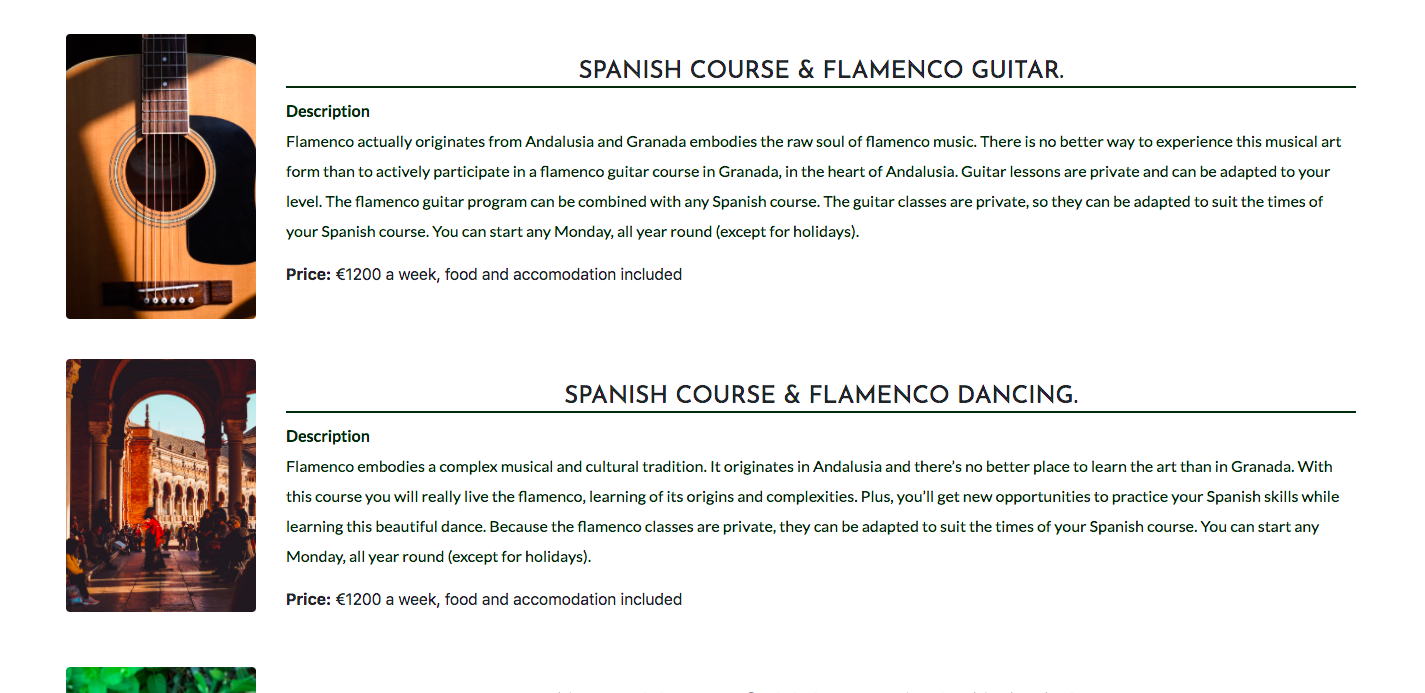 SPANISH COURSE & FLAMENCO GUITAR.
Description
Flamenco actually originates from Andalusia and Granada embodies the raw soul of flamenco music. There is no better way to experience this musical art
form than to actively participate in a flamenco guitar course in Granada, in the heart of Andalusia. Guitar lessons are private and can be adapted to your
level. The flamenco guitar program can be combined with any Spanish course. The guitar classes are private, so they can be adapted to suit the times of
your Spanish course. You can start any Monday, all year round (except for holidays).
Price: €1200 a week, food and accomodation included
SPANISH COURSE & FLAMENCO DANCING.
Description
Flamenco embodies a complex musical and cultural tradition. It originates in Andalusia and there’s no better place to learn the art than in Granada. With
this course you will really live the flamenco, learning of its origins and complexities. Plus, you’ll get new opportunities to practice your Spanish skills while
learning this beautiful dance. Because the flamenco classes are private, they can be adapted to suit the times of your Spanish course. You can start any
Monday, all year round (except for holidays).
Price: €1200 a week, food and accomodation included